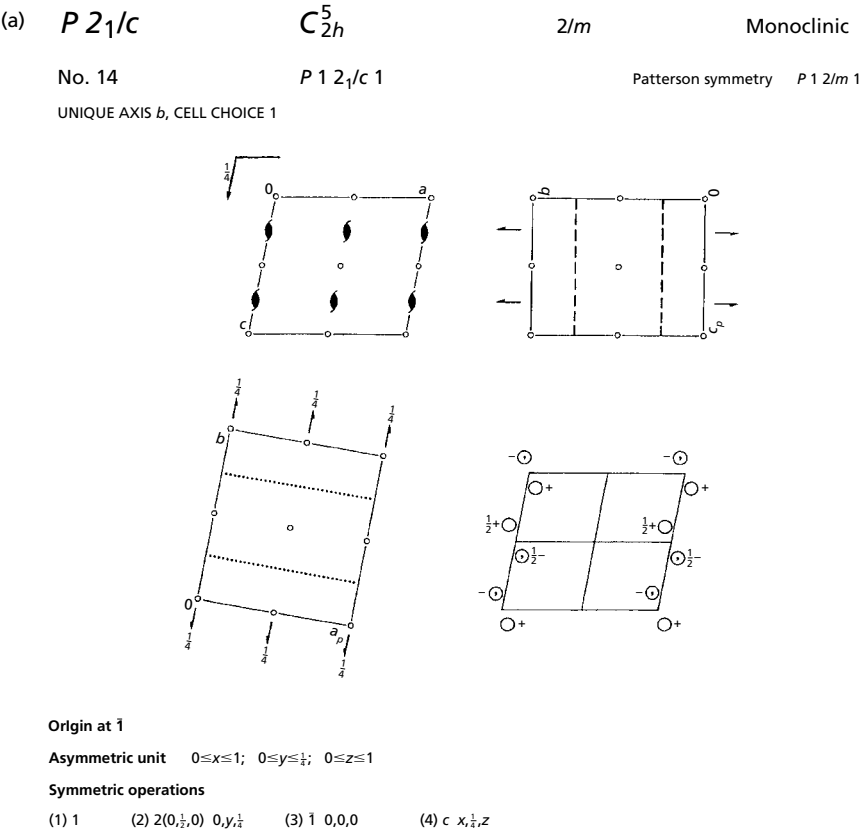 (a) P 2₁/c C⁵₂ₕ 2/m Monoclinic
No. 14 P 1 2₁/c 1 Patterson symmetry P 1 2/m 1
UNIQUE AXIS b, CELL CHOICE 1
1/4
0 a
c
b 0
cₚ
1/4 1/4 1/4
b
0
aₚ
1/4 1/4 1/4
− −
+ +
1/2+ 1/2+
1/2− 1/2−
− −
+ +
OrIgin at 1̄
Asymmetric unit 0≤x≤1; 0≤y≤1/4; 0≤z≤1
Symmetric operations
(1) 1 (2) 2(0,1/2,0) 0,y,1/4 (3) 1̄ 0,0,0 (4) c x,1/4,z